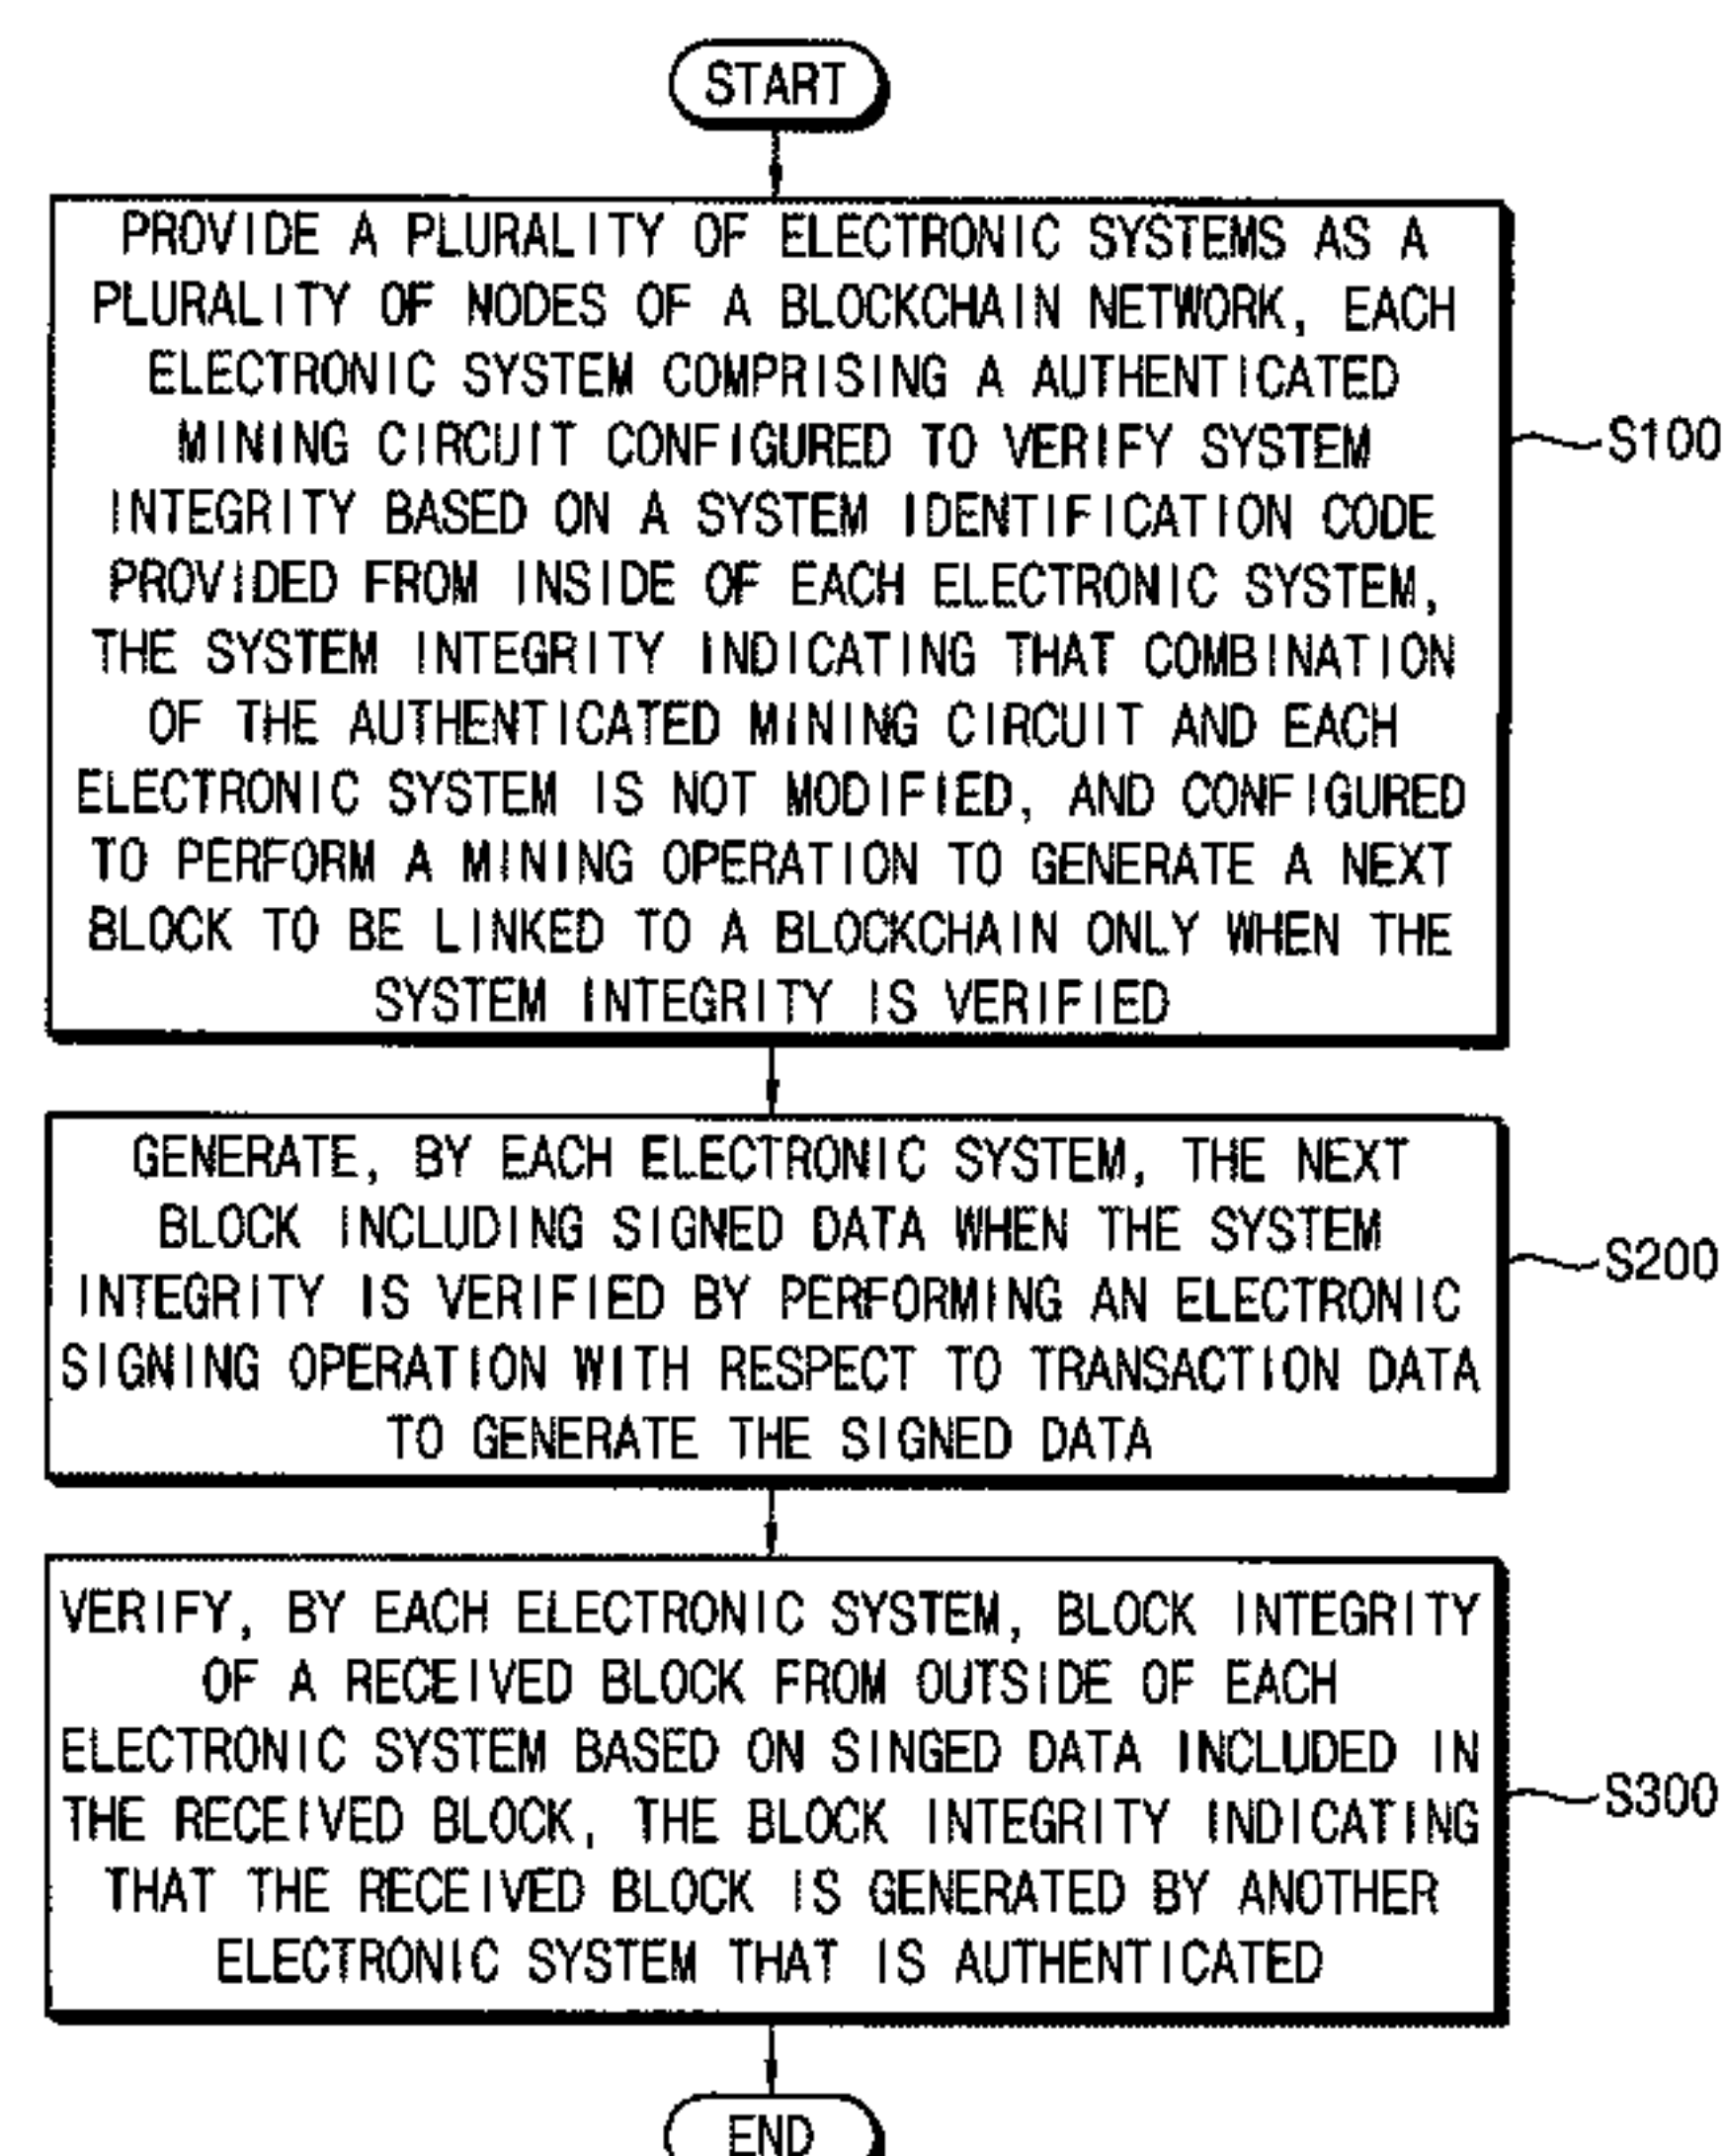 START
PROVIDE A PLURALITY OF ELECTRONIC SYSTEMS AS A
PLURALITY OF NODES OF A BLOCKCHAIN NETWORK, EACH
ELECTRONIC SYSTEM COMPRISING A AUTHENTICATED
MINING CIRCUIT CONFIGURED TO VERIFY SYSTEM
INTEGRITY BASED ON A SYSTEM IDENTIFICATION CODE
PROVIDED FROM INSIDE OF EACH ELECTRONIC SYSTEM,
THE SYSTEM INTEGRITY INDICATING THAT COMBINATION
OF THE AUTHENTICATED MINING CIRCUIT AND EACH
ELECTRONIC SYSTEM IS NOT MODIFIED, AND CONFIGURED
TO PERFORM A MINING OPERATION TO GENERATE A NEXT
BLOCK TO BE LINKED TO A BLOCKCHAIN ONLY WHEN THE
SYSTEM INTEGRITY IS VERIFIED
S100
GENERATE, BY EACH ELECTRONIC SYSTEM, THE NEXT
BLOCK INCLUDING SIGNED DATA WHEN THE SYSTEM
INTEGRITY IS VERIFIED BY PERFORMING AN ELECTRONIC
SIGNING OPERATION WITH RESPECT TO TRANSACTION DATA
TO GENERATE THE SIGNED DATA
S200
VERIFY, BY EACH ELECTRONIC SYSTEM, BLOCK INTEGRITY
OF A RECEIVED BLOCK FROM OUTSIDE OF EACH
ELECTRONIC SYSTEM BASED ON SINGED DATA INCLUDED IN
THE RECEIVED BLOCK, THE BLOCK INTEGRITY INDICATING
THAT THE RECEIVED BLOCK IS GENERATED BY ANOTHER
ELECTRONIC SYSTEM THAT IS AUTHENTICATED
S300
END